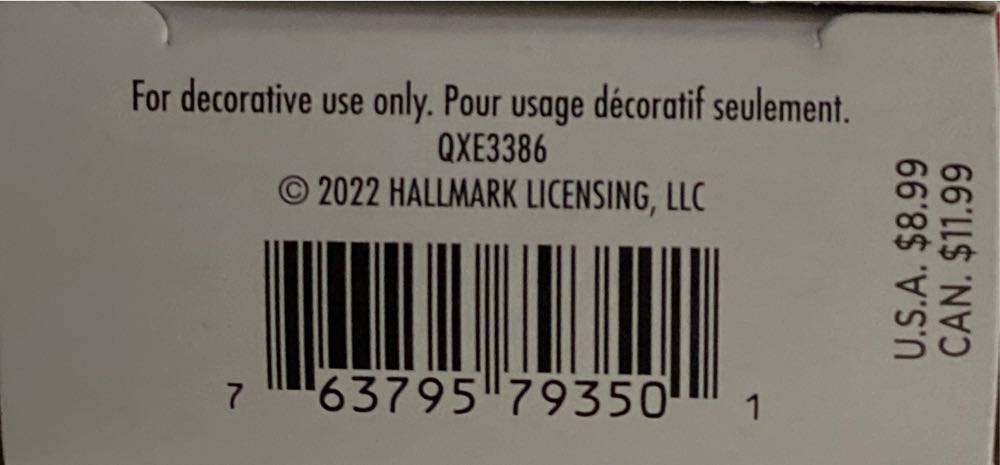 For decorative use only. Pour usage décoratif seulement.
QXE3386
© 2022 HALLMARK LICENSING, LLC
7 63795 79350 1
U.S.A. $8.99
CAN. $11.99